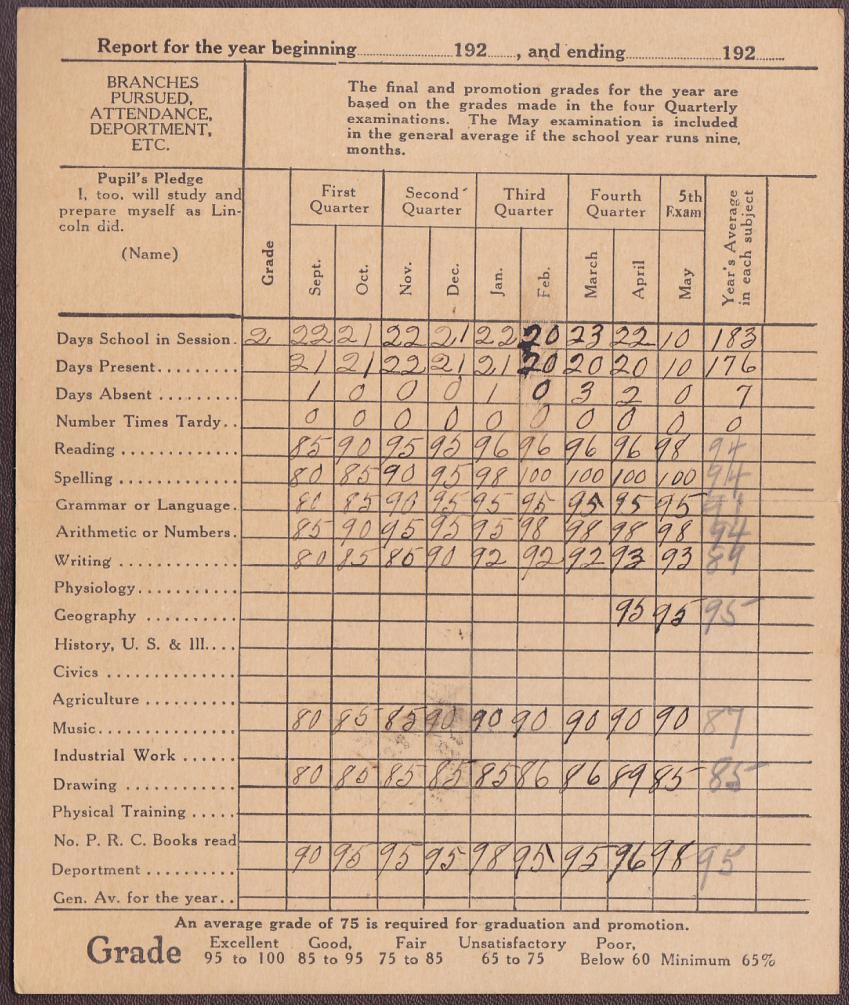 Report for the year beginning.................192......, and ending.................192......
BRANCHES
PURSUED,
ATTENDANCE,
DEPORTMENT,
ETC.
The final and promotion grades for the year are
based on the grades made in the four Quarterly
examinations. The May examination is included
in the general average if the school year runs nine,
months.
Pupil's Pledge
I, too, will study and
prepare myself as Lin-
coln did.
(Name)
Grade
First Quarter Second Quarter Third Quarter Fourth Quarter 5th Exam Year's Average in each subject
Sept. Oct. Nov. Dec. Jan. Feb. March April May
Days School in Session. 2 22 21 22 21 22 20 23 22 10 183
Days Present......... 21 21 22 21 21 20 20 20 10 176
Days Absent ......... 1 0 0 0 1 0 3 2 0 7
Number Times Tardy.. 0 0 0 0 0 0 0 0 0 0
Reading ............. 85 90 95 95 96 96 96 96 98 94
Spelling ............. 80 85 90 95 98 100 100 100 100 94
Grammar or Language. 80 85 90 95 95 95 95 95 95 91
Arithmetic or Numbers. 85 90 95 95 95 98 98 98 98 94
Writing ............. 80 85 85 90 92 92 92 93 93 89
Physiology...........
Geography .......... 95 95 95
History, U. S. & Ill....
Civics ...............
Agriculture ..........
Music............... 80 85 85 90 90 90 90 90 90 87
Industrial Work ......
Drawing ............. 80 85 85 85 85 86 86 89 85 85
Physical Training .....
No. P. R. C. Books read
Deportment .......... 90 95 95 95 98 95 95 96 98 95
Gen. Av. for the year..
An average grade of 75 is required for graduation and promotion.
Grade
Excellent Good, Fair Unsatisfactory Poor,
95 to 100 85 to 95 75 to 85 65 to 75 Below 60 Minimum 65%